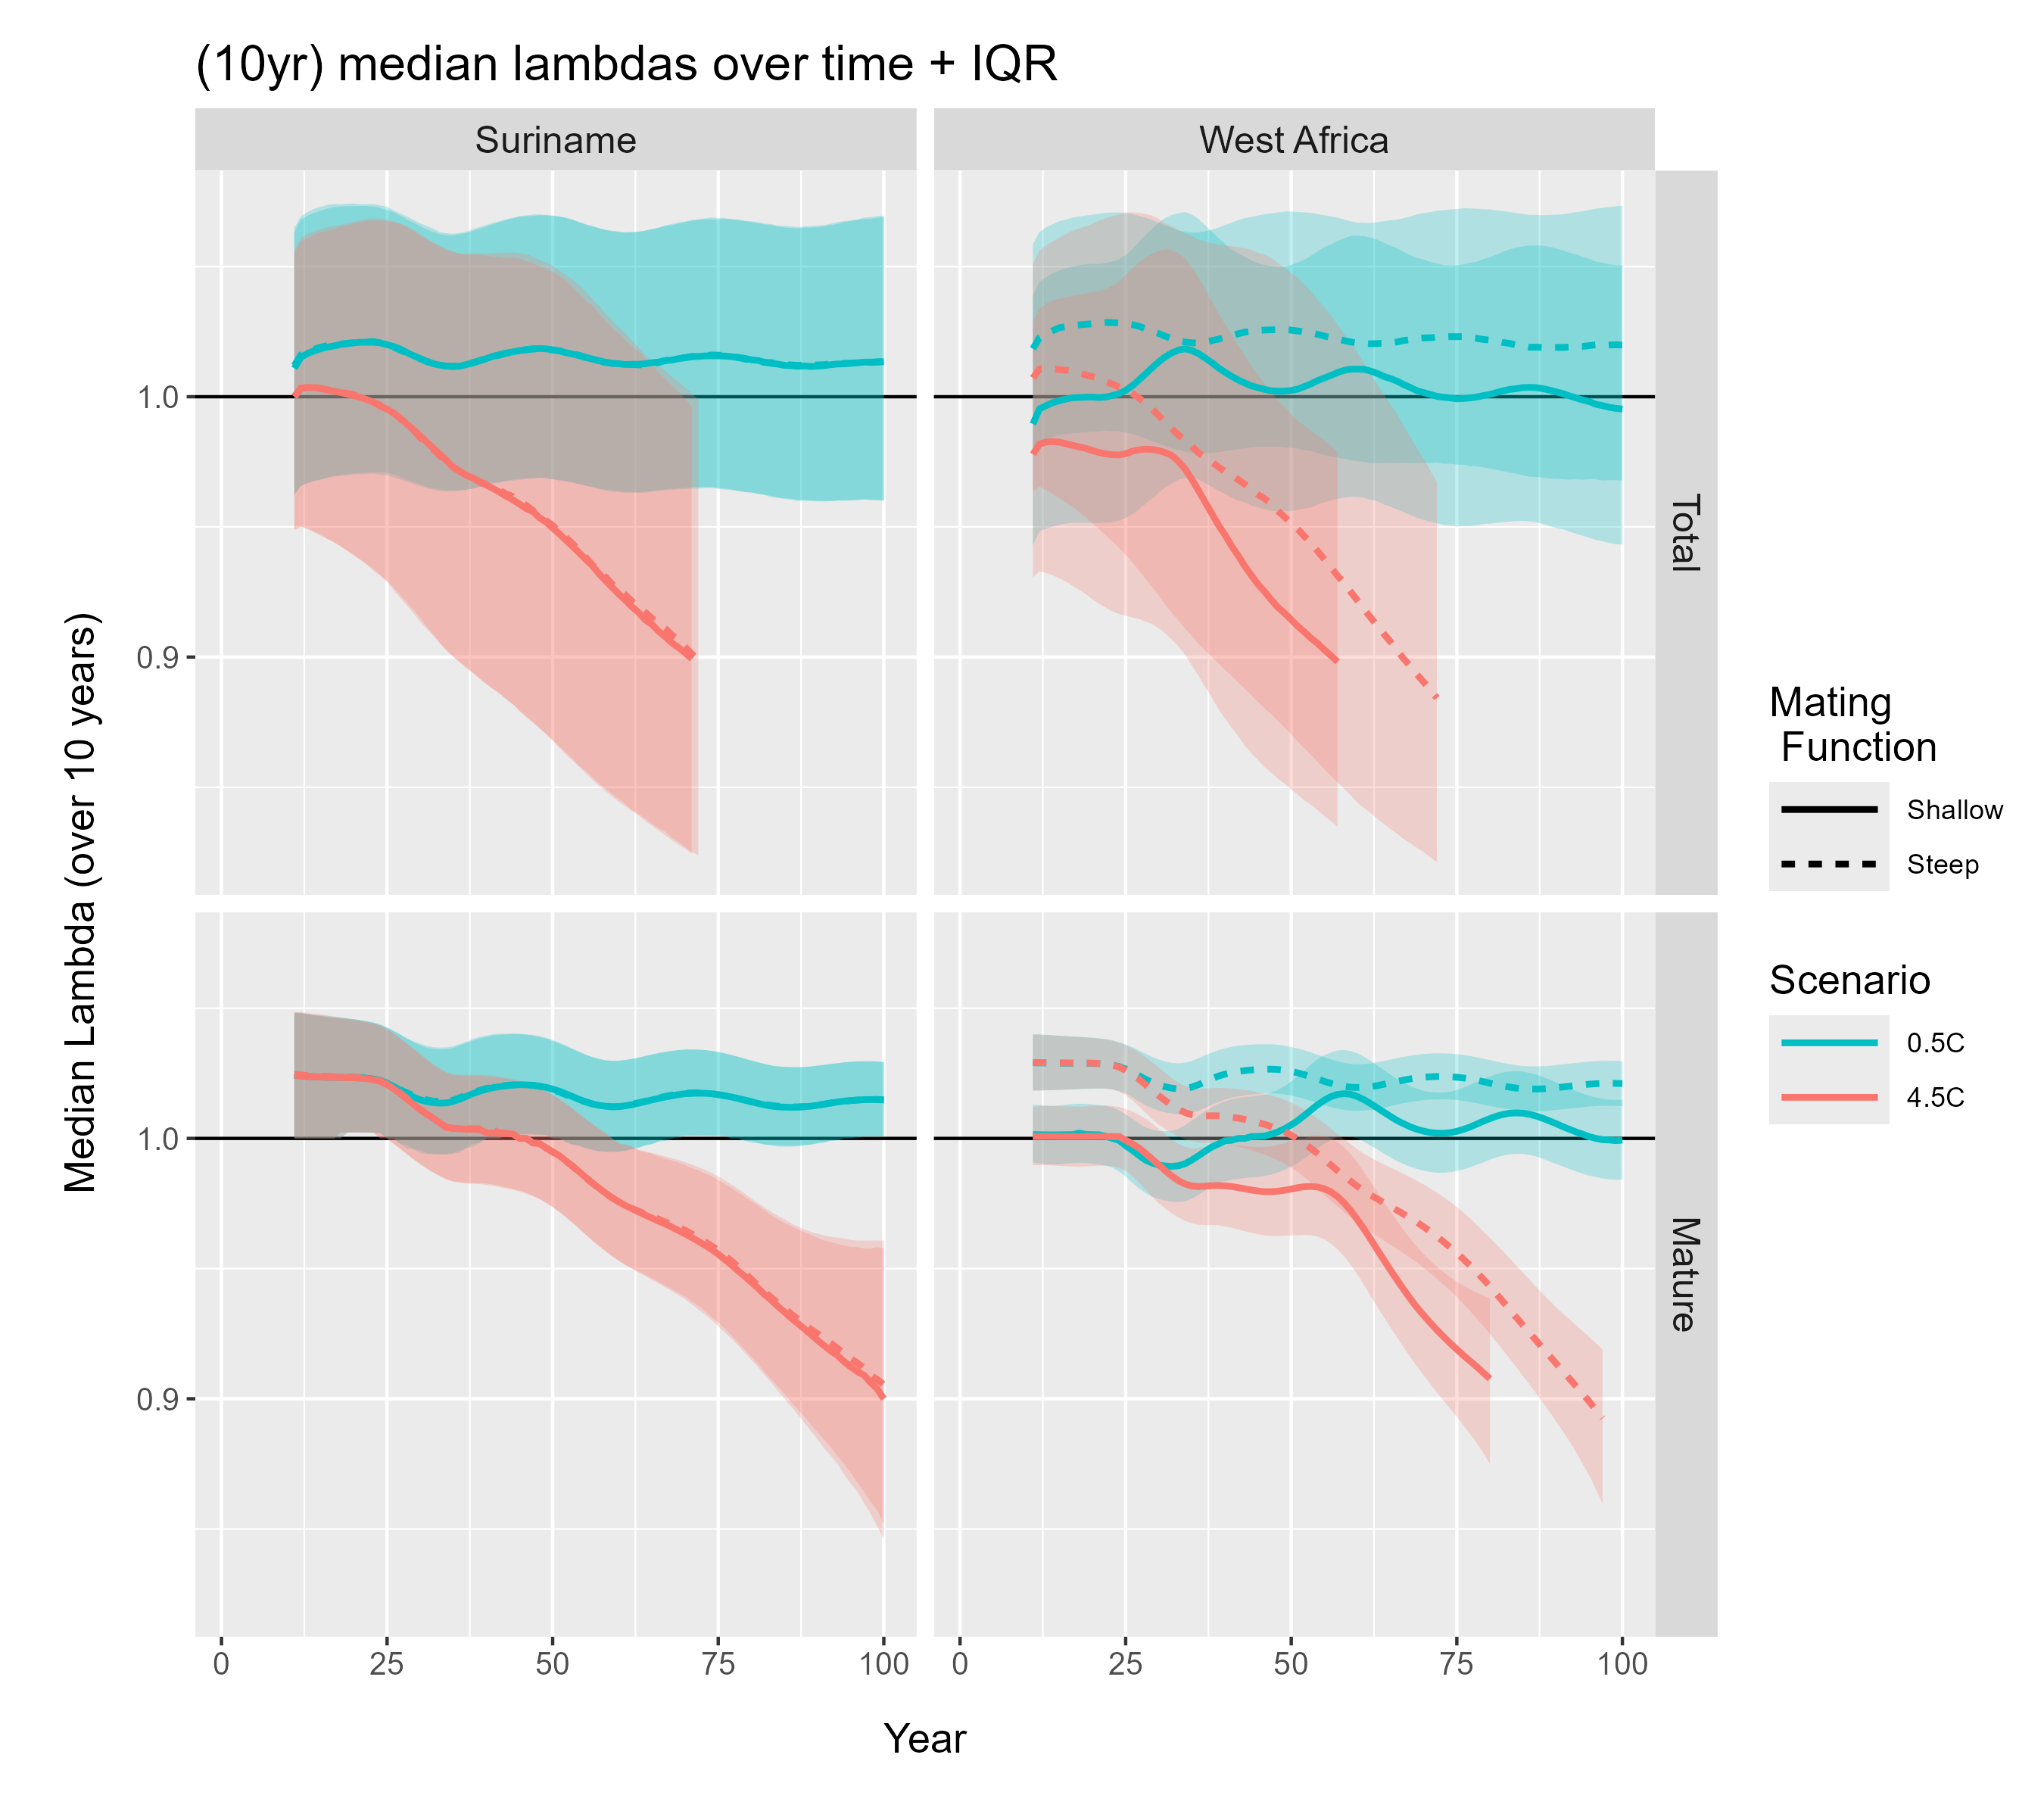 (10yr) median lambdas over time + IQR
Suriname
West Africa
Median Lambda (over 10 years)
1.0
0.9
Total
1.0
0.9
Mature
0
25
50
75
100
0
25
50
75
100
Year
Mating
Function
Shallow
Steep
Scenario
0.5C
4.5C